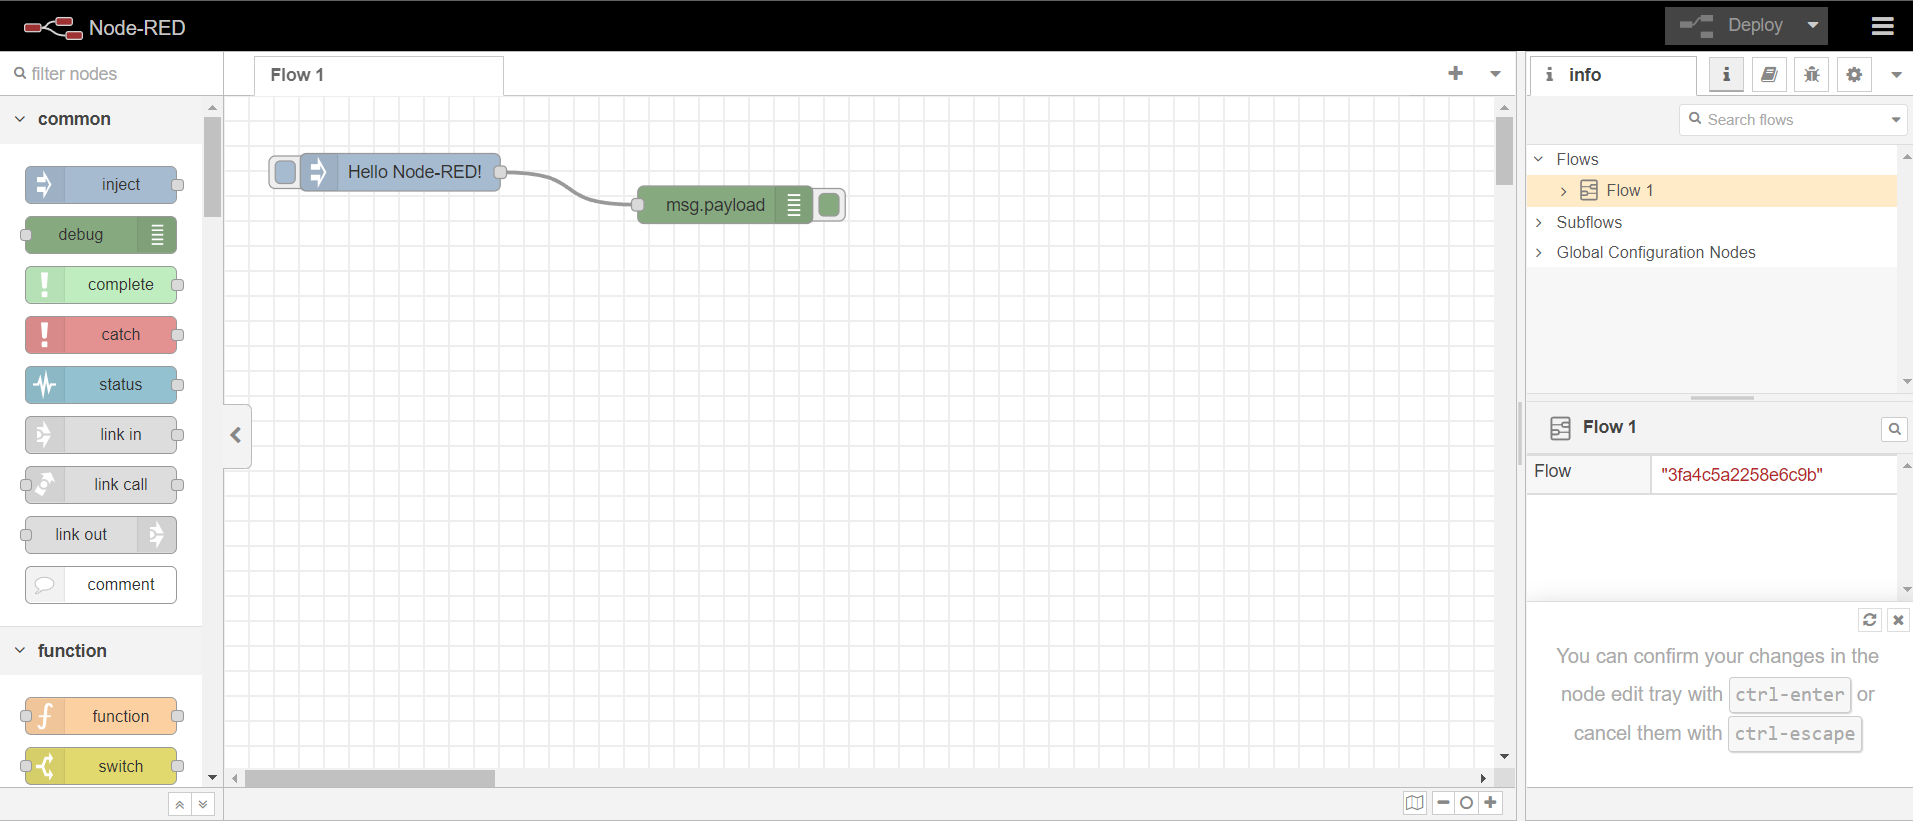 Node-RED
Deploy
filter nodes
Flow 1
info
common
inject
debug
complete
catch
status
link in
link call
link out
comment
function
function
switch
Hello Node-RED!
msg.payload
Search flows
Flows
Flow 1
Subflows
Global Configuration Nodes
Flow 1
Flow "3fa4c5a2258e6c9b"
You can confirm your changes in the
node edit tray with ctrl-enter or
cancel them with ctrl-escape